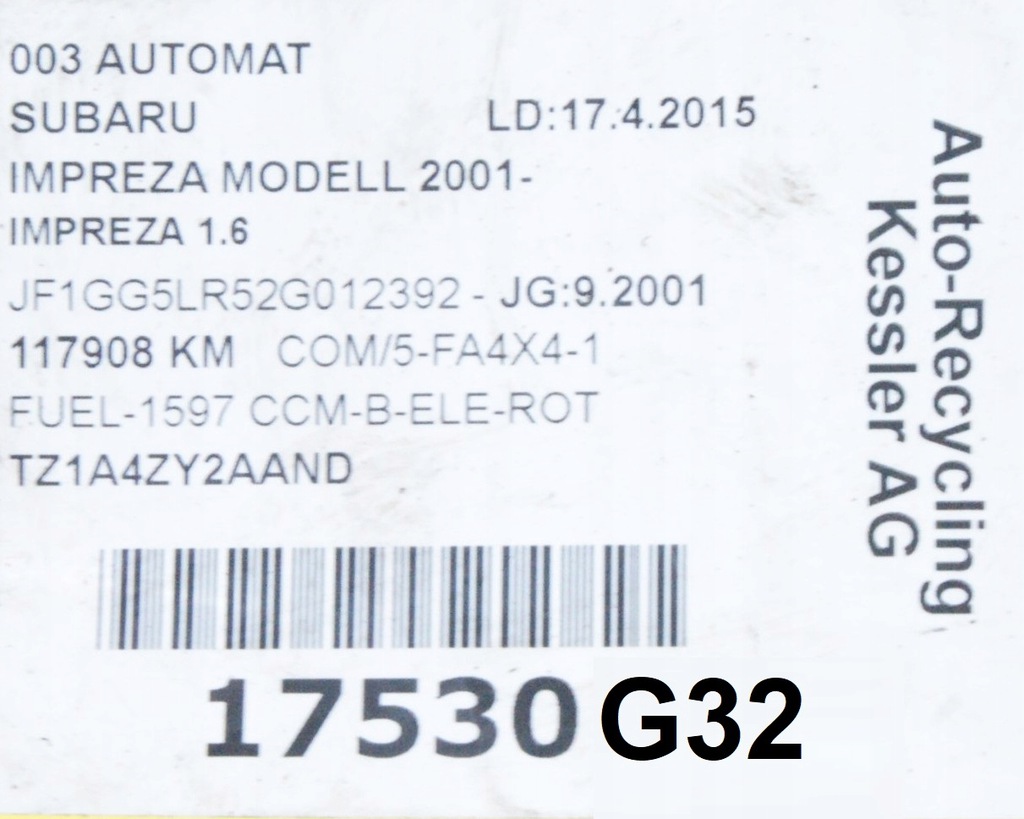 003 AUTOMAT
SUBARU LD:17.4.2015
IMPREZA MODELL 2001-
IMPREZA 1.6
JF1GG5LR52G012392 - JG:9.2001
117908 KM COM/5-FA4X4-1
FUEL-1597 CCM-B-ELE-ROT
TZ1A4ZY2AAND
17530 G32
Auto-Recycling
Kessler AG